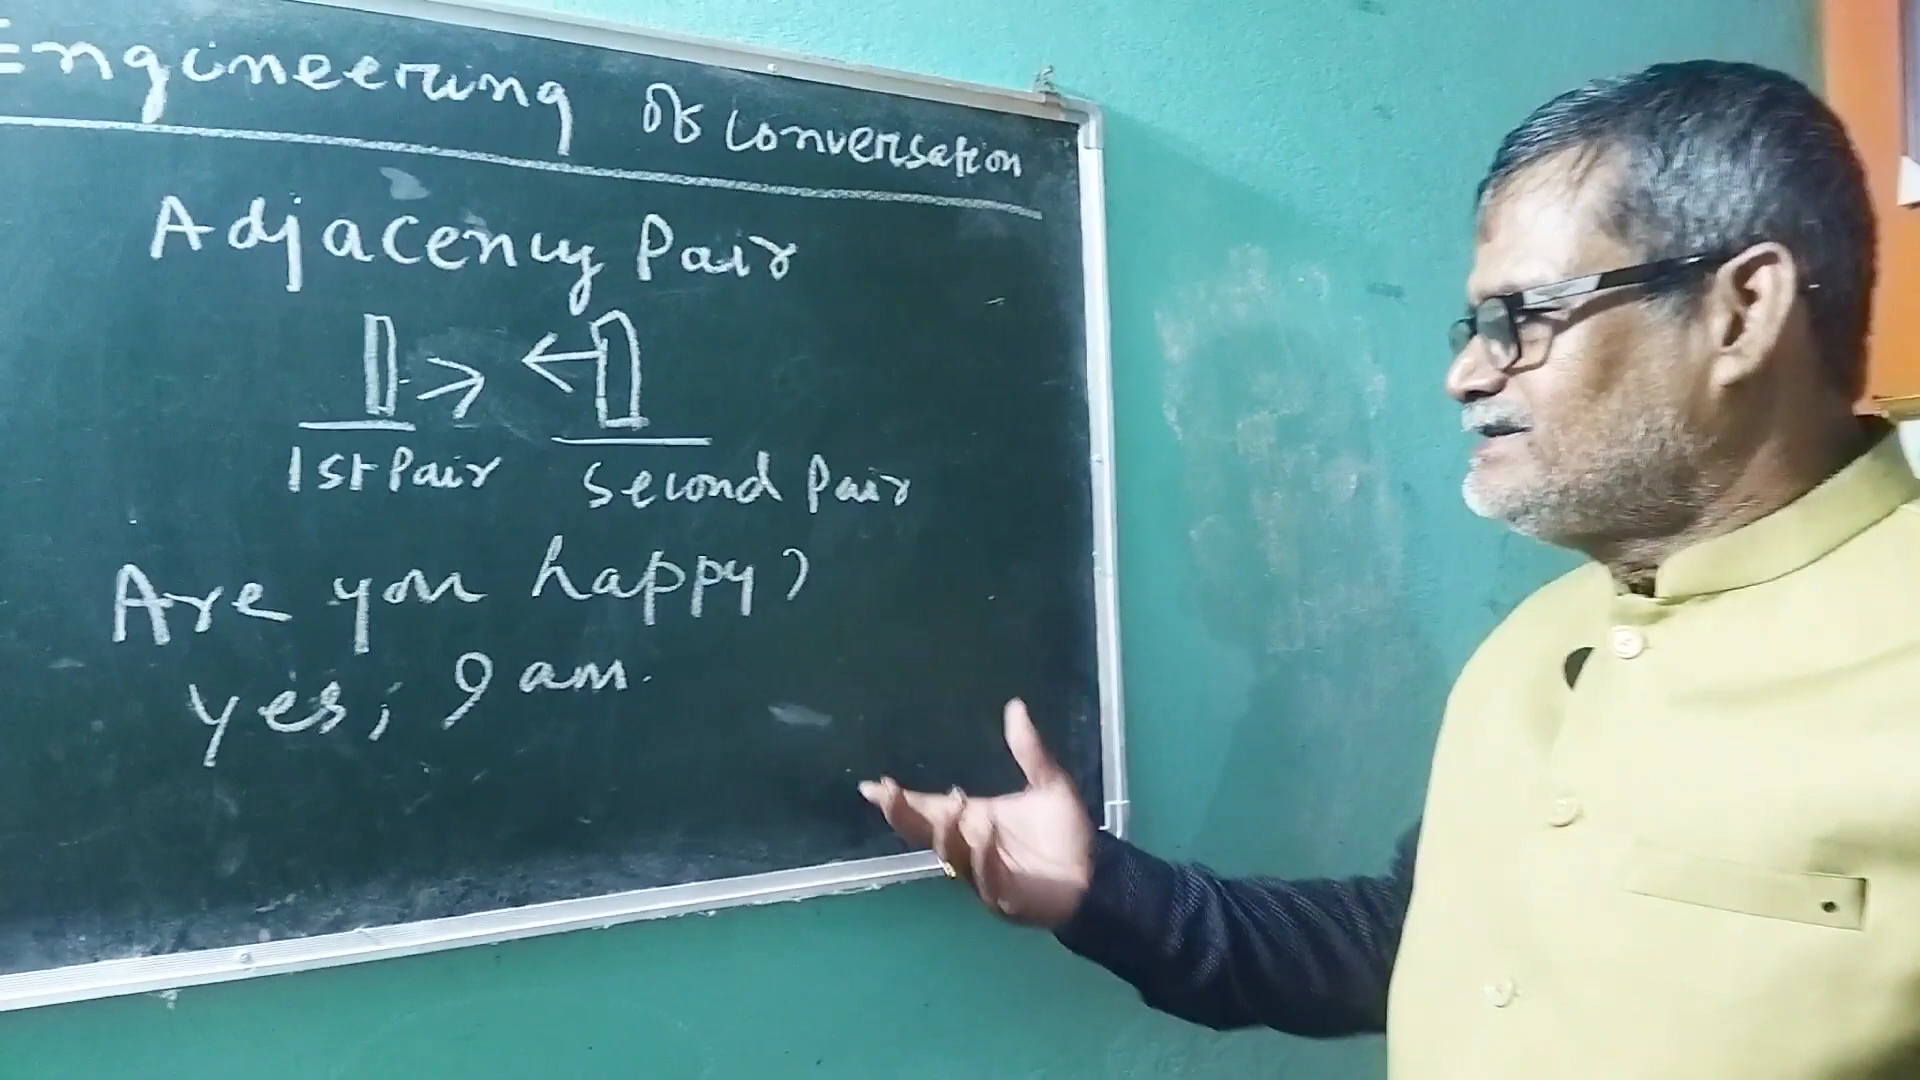 Engineering of conversation
Adjacency Pair
1st Pair second Pair
Are you happy?
yes, I am.